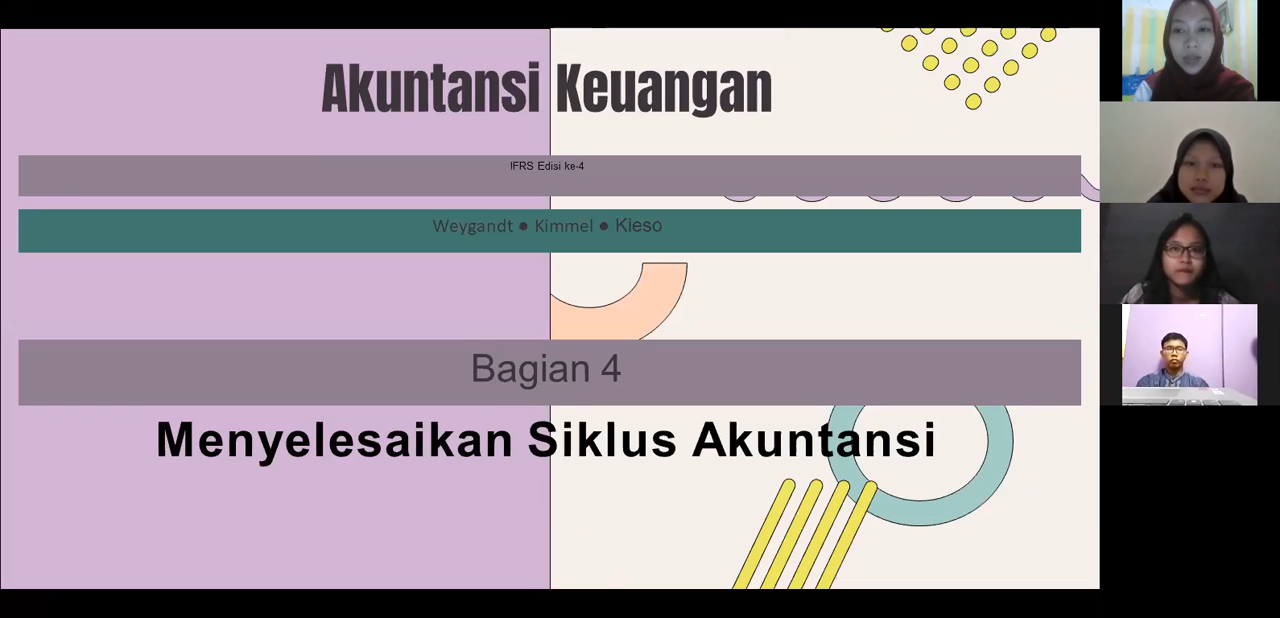 Akuntansi Keuangan
IFRS Edisi ke-4
Weygandt ● Kimmel ● Kieso
Bagian 4
Menyelesaikan Siklus Akuntansi